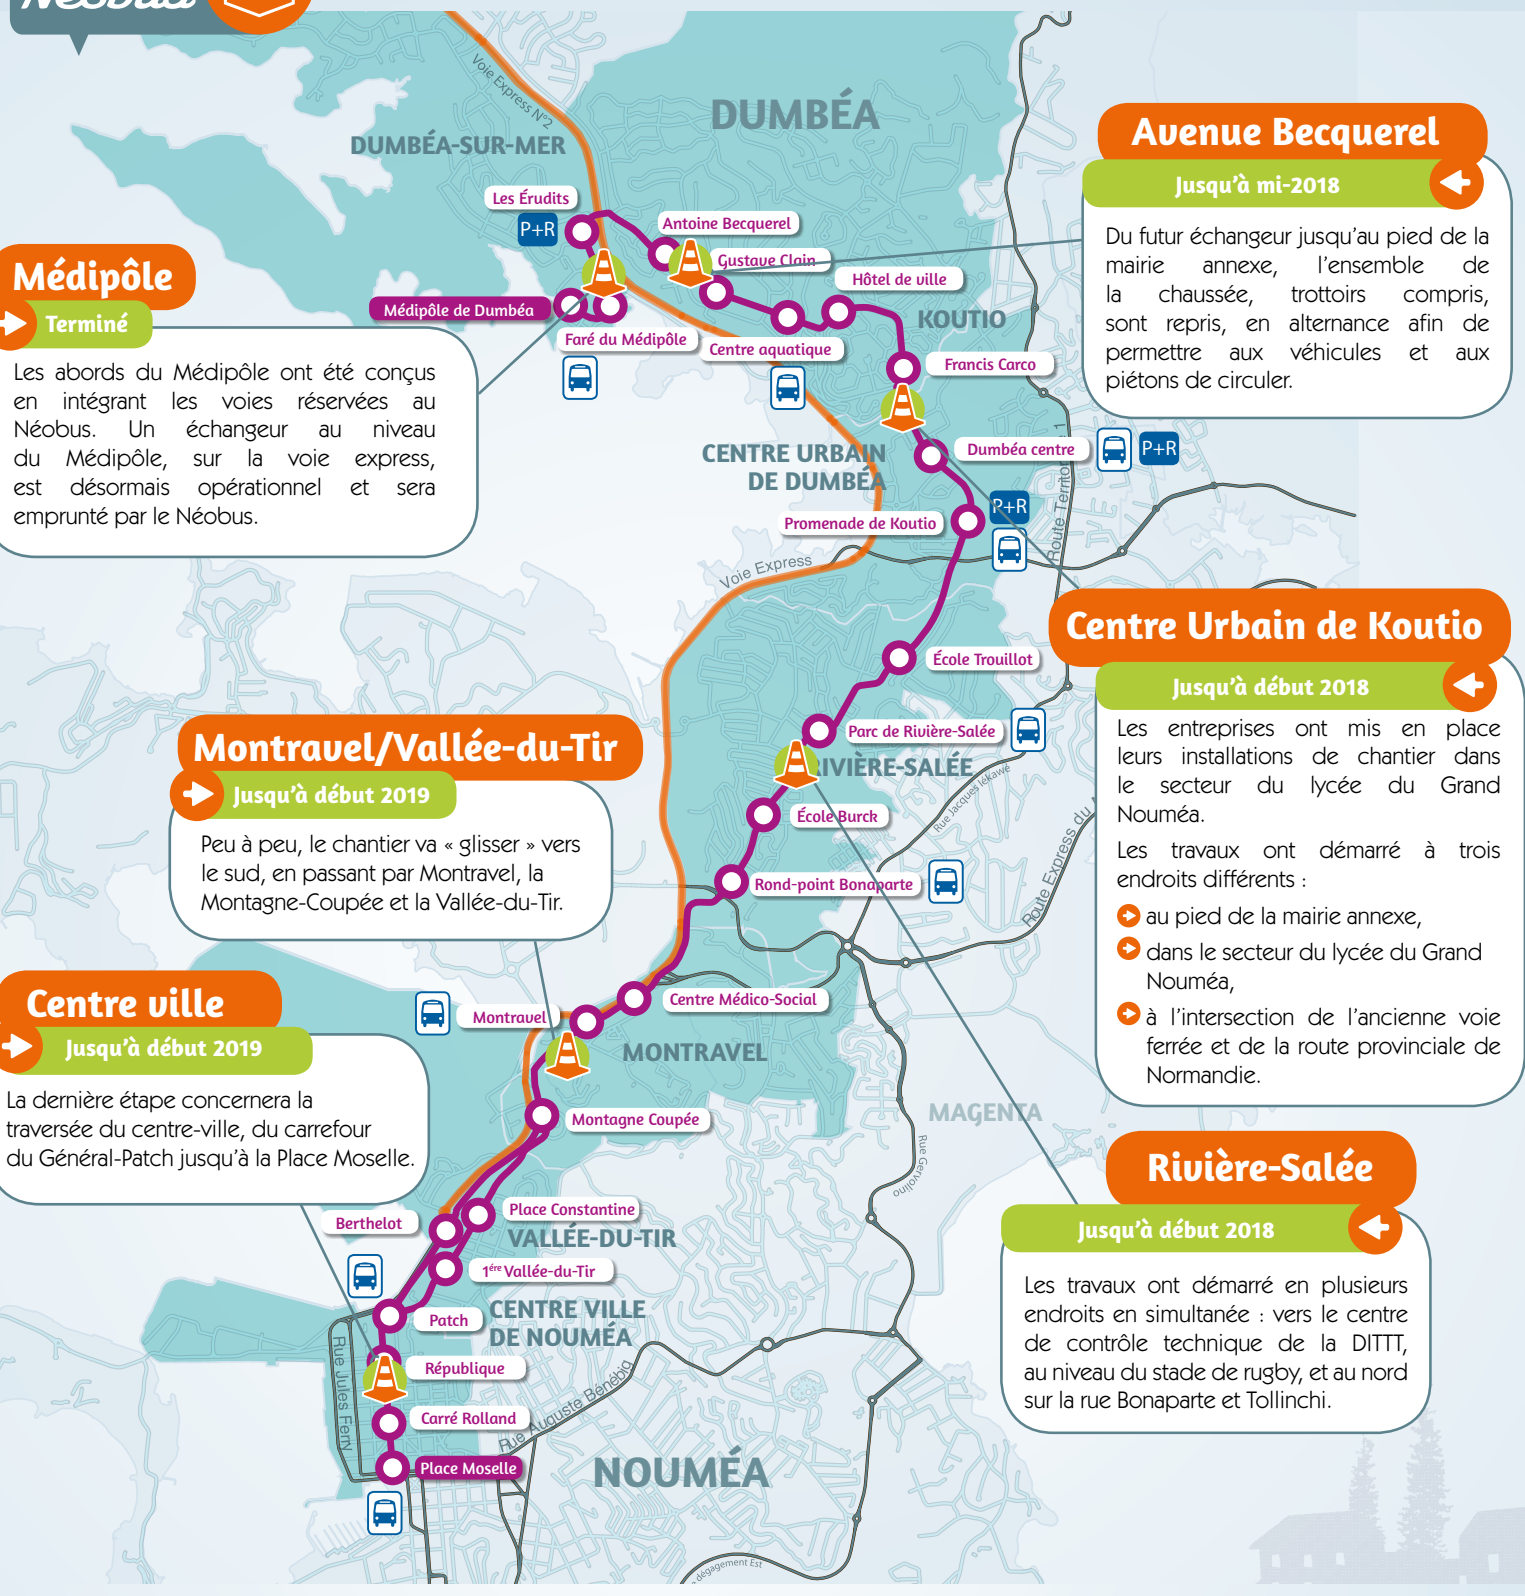 Néobus
Voie Express N°2
DUMBÉA
DUMBÉA-SUR-MER
Les Érudits
P+R
Antoine Becquerel
Gustave Clain
Hôtel de ville
Médipôle de Dumbéa
KOUTIO
Faré du Médipôle
Centre aquatique
Francis Carco
CENTRE URBAIN
DE DUMBÉA
Dumbéa centre
P+R
P+R
Promenade de Koutio
Voie Express
École Trouillot
Parc de Rivière-Salée
RIVIÈRE-SALÉE
Rue Jacques Iékawé
École Burck
Route Express du
Rond-point Bonaparte
Centre Médico-Social
Montravel
MONTRAVEL
Montagne Coupée
MAGENTA
Rue Gervolino
Place Constantine
Berthelot
VALLÉE-DU-TIR
1ère Vallée-du-Tir
CENTRE VILLE
DE NOUMÉA
Patch
République
Rue Jules Ferry
Carré Rolland
Rue Auguste Bénébig
Place Moselle
NOUMÉA
dégagement Est
Médipôle
Terminé
Les abords du Médipôle ont été conçus
en intégrant les voies réservées au
Néobus. Un échangeur au niveau
du Médipôle, sur la voie express,
est désormais opérationnel et sera
emprunté par le Néobus.
Avenue Becquerel
Jusqu'à mi-2018
Du futur échangeur jusqu'au pied de la
mairie annexe, l'ensemble de
la chaussée, trottoirs compris,
sont repris, en alternance afin de
permettre aux véhicules et aux
piétons de circuler.
Centre Urbain de Koutio
Jusqu'à début 2018
Les entreprises ont mis en place
leurs installations de chantier dans
le secteur du lycée du Grand
Nouméa.
Les travaux ont démarré à trois
endroits différents :
au pied de la mairie annexe,
dans le secteur du lycée du Grand
Nouméa,
à l'intersection de l'ancienne voie
ferrée et de la route provinciale de
Normandie.
Montravel/Vallée-du-Tir
Jusqu'à début 2019
Peu à peu, le chantier va « glisser » vers
le sud, en passant par Montravel, la
Montagne-Coupée et la Vallée-du-Tir.
Centre ville
Jusqu'à début 2019
La dernière étape concernera la
traversée du centre-ville, du carrefour
du Général-Patch jusqu'à la Place Moselle.
Rivière-Salée
Jusqu'à début 2018
Les travaux ont démarré en plusieurs
endroits en simultanée : vers le centre
de contrôle technique de la DITTT,
au niveau du stade de rugby, et au nord
sur la rue Bonaparte et Tollinchi.